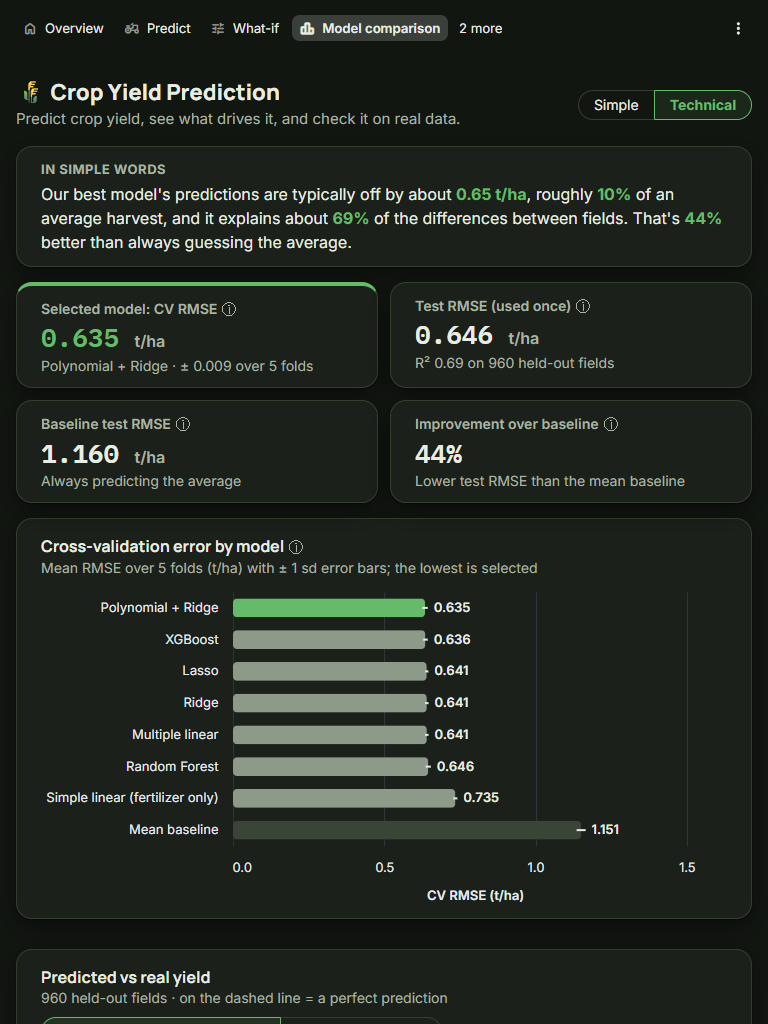 Overview Predict What-if Model comparison 2 more
Crop Yield Prediction
Simple Technical
Predict crop yield, see what drives it, and check it on real data.
IN SIMPLE WORDS
Our best model's predictions are typically off by about 0.65 t/ha, roughly 10% of an
average harvest, and it explains about 69% of the differences between fields. That's 44%
better than always guessing the average.
Selected model: CV RMSE ⓘ
0.635 t/ha
Polynomial + Ridge · ± 0.009 over 5 folds
Test RMSE (used once) ⓘ
0.646 t/ha
R² 0.69 on 960 held-out fields
Baseline test RMSE ⓘ
1.160 t/ha
Always predicting the average
Improvement over baseline ⓘ
44%
Lower test RMSE than the mean baseline
Cross-validation error by model ⓘ
Mean RMSE over 5 folds (t/ha) with ± 1 sd error bars; the lowest is selected
Polynomial + Ridge 0.635
XGBoost 0.636
Lasso 0.641
Ridge 0.641
Multiple linear 0.641
Random Forest 0.646
Simple linear (fertilizer only) 0.735
Mean baseline 1.151
0.0 0.5 1.0 1.5
CV RMSE (t/ha)
Predicted vs real yield
960 held-out fields · on the dashed line = a perfect prediction